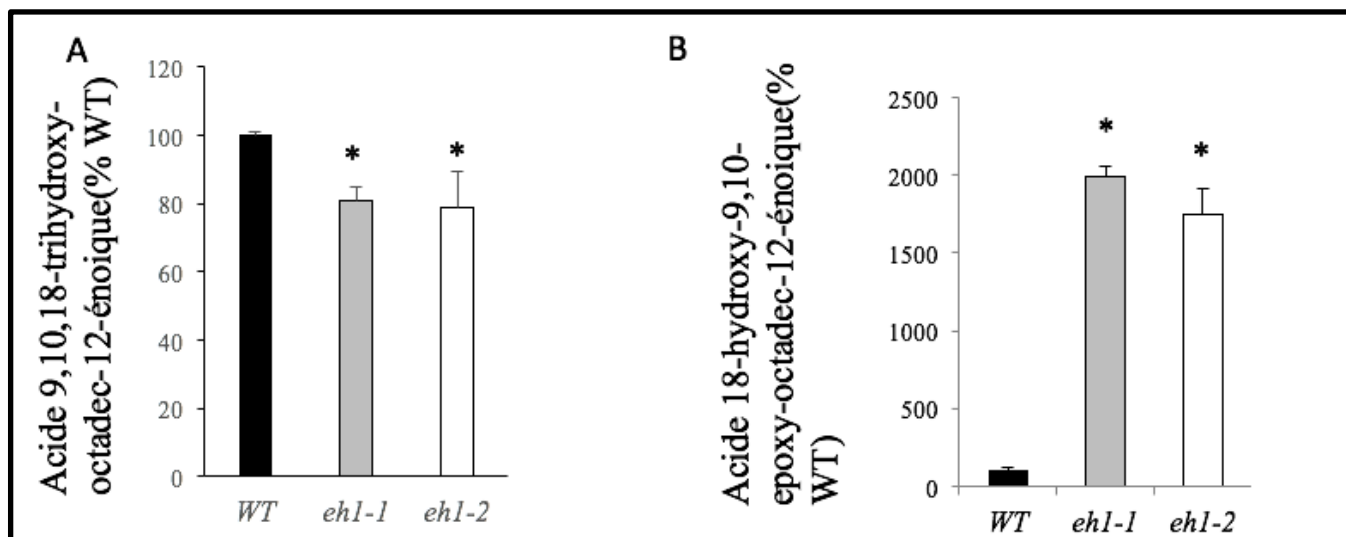 A
Acide 9,10,18-trihydroxy-
octadec-12-énoique(% WT)
120
100
80
60
40
20
0
*
*
WT eh1-1 eh1-2
B
Acide 18-hydroxy-9,10-
epoxy-octadec-12-énoique(%
WT)
2500
2000
1500
1000
500
0
*
*
WT eh1-1 eh1-2